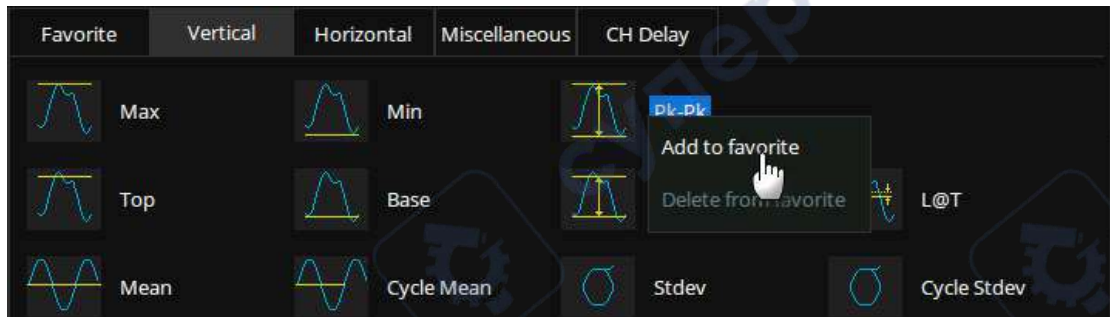 Favorite Vertical Horizontal Miscellaneous CH Delay
Max Min Pk-Pk
Add to favorite
Top Base Delete from favorite L@T
Mean Cycle Mean Stdev Cycle Stdev
супер